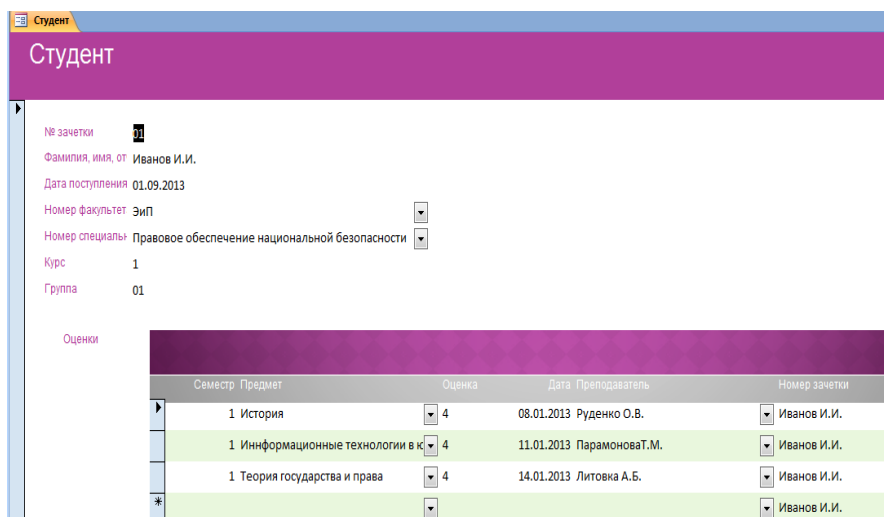 Студент
Студент
№ зачетки 01
Фамилия, имя, от Иванов И.И.
Дата поступления 01.09.2013
Номер факультет ЭиП
Номер специальн Правовое обеспечение национальной безопасности
Курс 1
Группа 01
Оценки
Семестр Предмет Оценка Дата Преподаватель Номер зачетки
1 История 4 08.01.2013 Руденко О.В. Иванов И.И.
1 Иннформационные технологии в ю 4 11.01.2013 ПарамоноваТ.М. Иванов И.И.
1 Теория государства и права 4 14.01.2013 Литовка А.Б. Иванов И.И.
Иванов И.И.